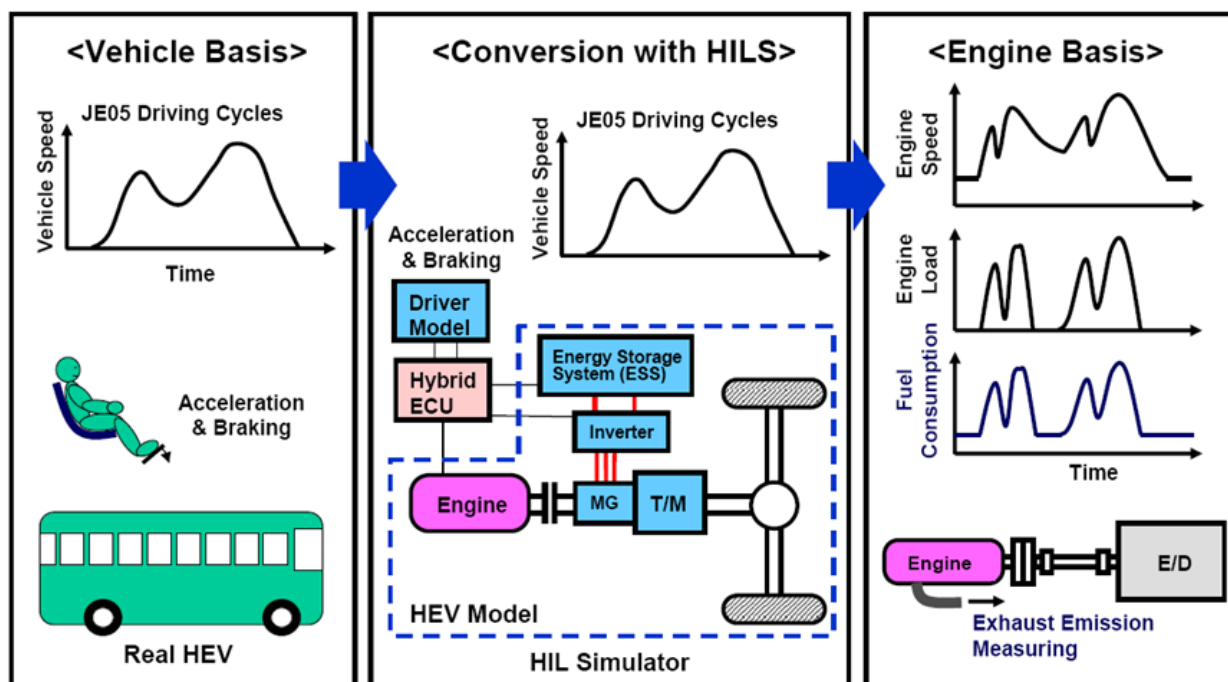 <Vehicle Basis>
JE05 Driving Cycles
Vehicle Speed
Time
Acceleration
& Braking
Real HEV
<Conversion with HILS>
JE05 Driving Cycles
Vehicle Speed
Acceleration
& Braking
Driver
Model
Hybrid
ECU
Energy Storage
System (ESS)
Inverter
Engine
MG
T/M
HEV Model
HIL Simulator
<Engine Basis>
Engine
Speed
Engine
Load
Fuel
Consumption
Time
Engine
E/D
Exhaust Emission
Measuring